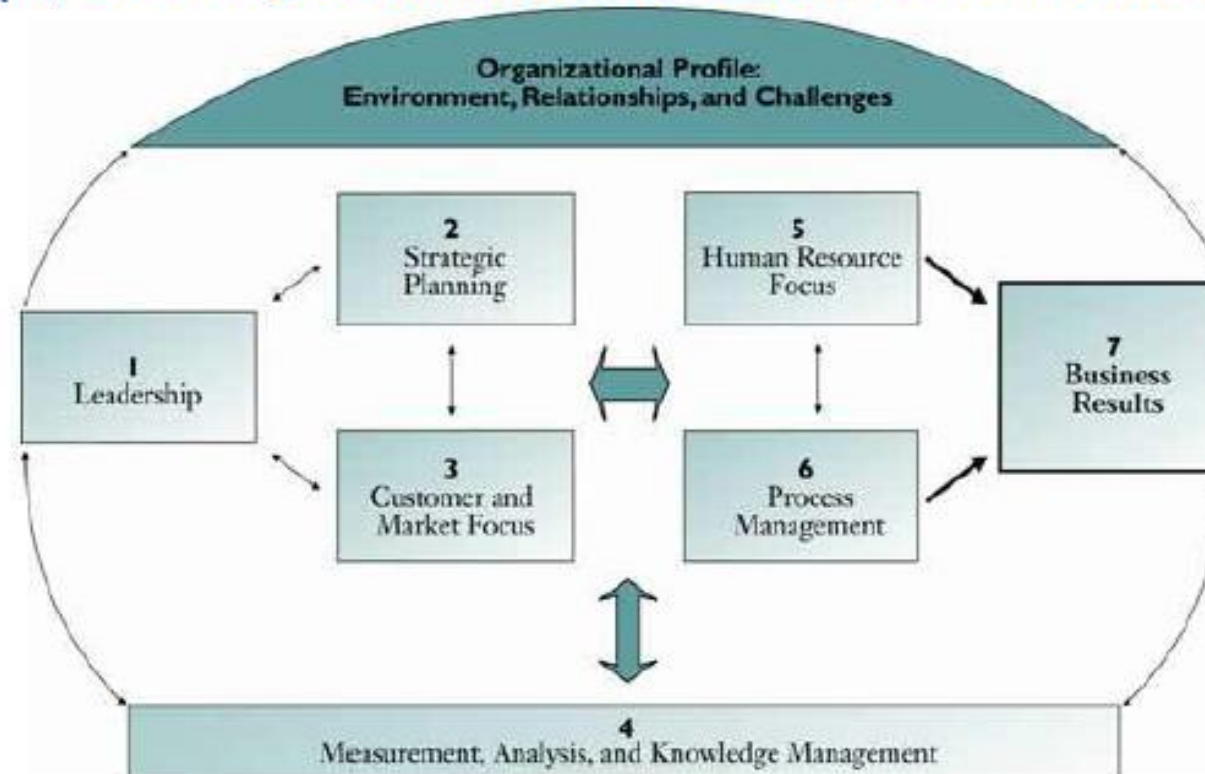 Organizational Profile:
Environment, Relationships, and Challenges
2
Strategic
Planning
5
Human Resource
Focus
1
Leadership
7
Business
Results
3
Customer and
Market Focus
6
Process
Management
4
Measurement, Analysis, and Knowledge Management